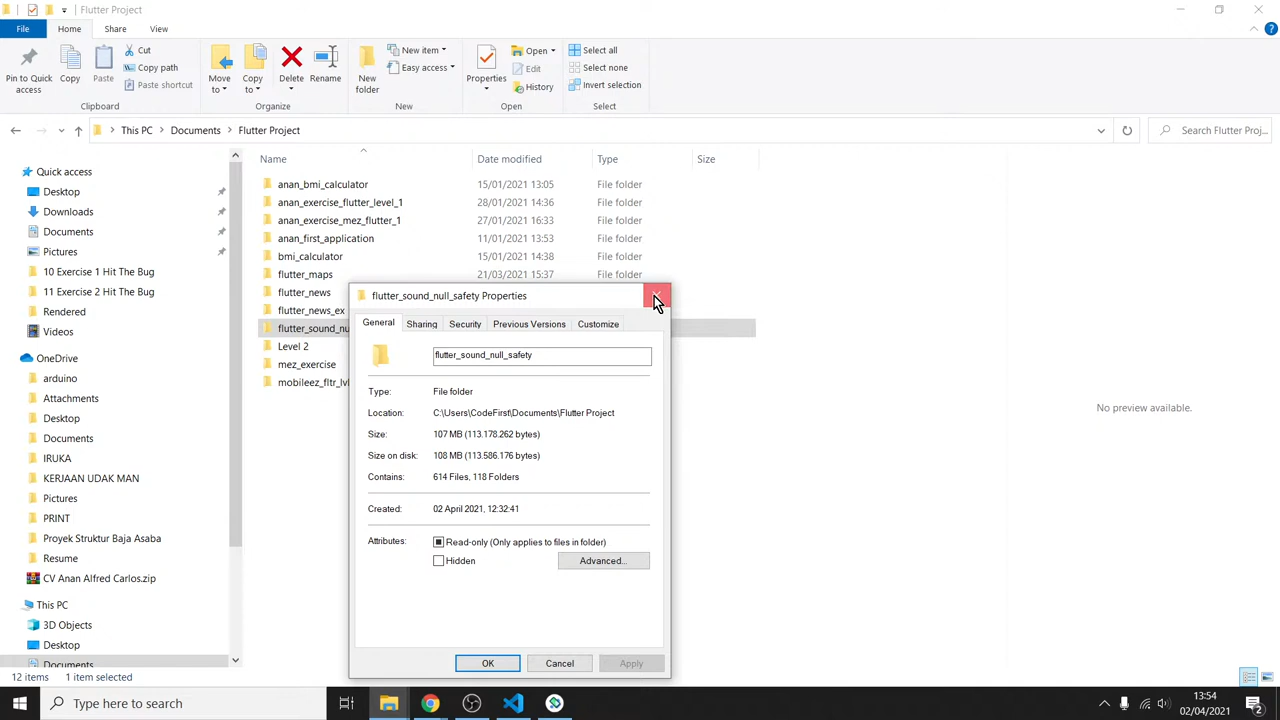 Flutter Project
File
Home
Share
View
Pin to Quick access
Copy
Paste
Cut
Copy path
Paste shortcut
Clipboard
Move to
Copy to
Delete
Rename
Organize
New folder
New item
Easy access
New
Properties
Open
Edit
History
Open
Select all
Select none
Invert selection
Select
This PC
Documents
Flutter Project
Search Flutter Proj...
Quick access
Desktop
Downloads
Documents
Pictures
10 Exercise 1 Hit The Bug
11 Exercise 2 Hit The Bug
Rendered
Videos
OneDrive
arduino
Attachments
Desktop
Documents
IRUKA
KERJAAN UDAK MAN
Pictures
PRINT
Proyek Struktur Baja Asaba
Resume
CV Anan Alfred Carlos.zip
This PC
3D Objects
Desktop
Documents
Name
Date modified
Type
Size
anan_bmi_calculator 15/01/2021 13:05 File folder
anan_exercise_flutter_level_1 28/01/2021 14:36 File folder
anan_exercise_mez_flutter_1 27/01/2021 16:33 File folder
anan_first_application 11/01/2021 13:53 File folder
bmi_calculator 15/01/2021 14:38 File folder
flutter_maps 21/03/2021 15:37 File folder
flutter_news
flutter_news_ex
flutter_sound_nu
Level 2
mez_exercise
mobileez_fltr_lvl
flutter_sound_null_safety Properties
General
Sharing
Security
Previous Versions
Customize
flutter_sound_null_safety
Type: File folder
Location: C:\Users\CodeFirst\Documents\Flutter Project
Size: 107 MB (113.178.262 bytes)
Size on disk: 108 MB (113.586.176 bytes)
Contains: 614 Files, 118 Folders
Created: 02 April 2021, 12:32:41
Attributes:
Read-only (Only applies to files in folder)
Hidden
Advanced...
OK
Cancel
Apply
No preview available.
12 items
1 item selected
Type here to search
13:54
02/04/2021
2